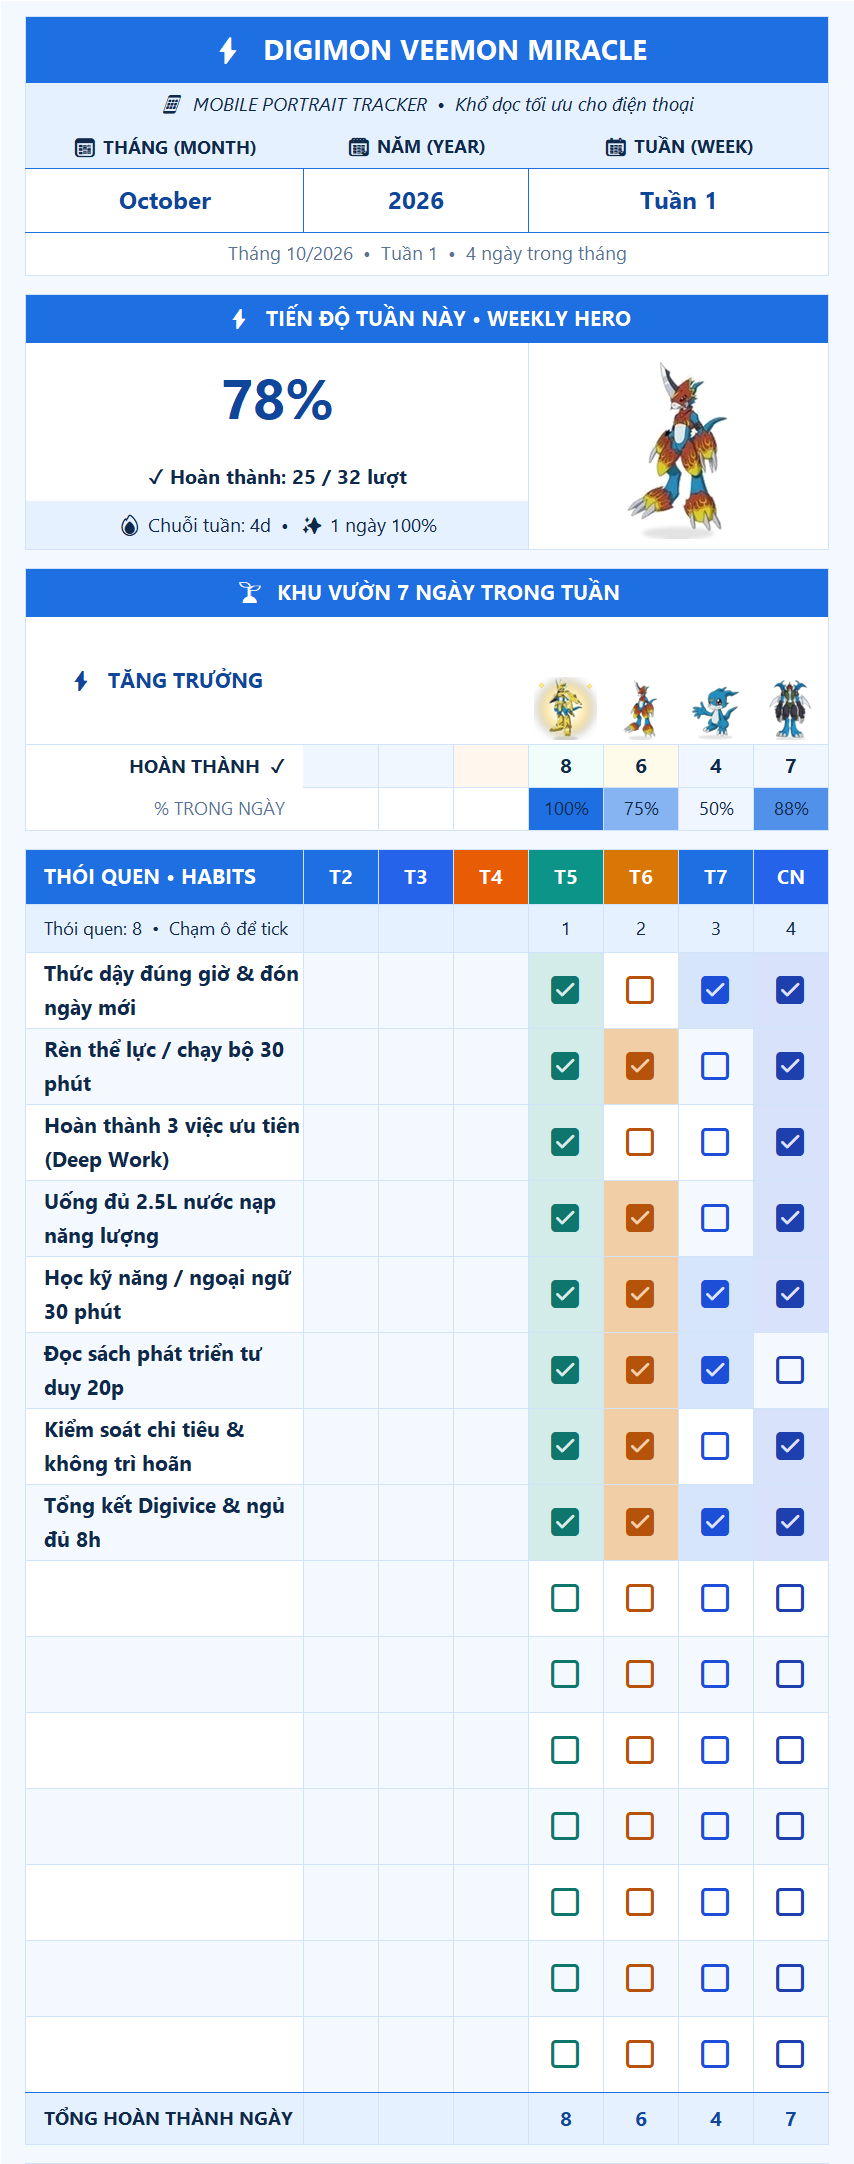 DIGIMON VEEMON MIRACLE
MOBILE PORTRAIT TRACKER • Khổ dọc tối ưu cho điện thoại
THÁNG (MONTH) NĂM (YEAR) TUẦN (WEEK)
October 2026 Tuần 1
Tháng 10/2026 • Tuần 1 • 4 ngày trong tháng
TIẾN ĐỘ TUẦN NÀY • WEEKLY HERO
78%
✓ Hoàn thành: 25 / 32 lượt
Chuỗi tuần: 4d • 1 ngày 100%
KHU VƯỜN 7 NGÀY TRONG TUẦN
TĂNG TRƯỞNG
HOÀN THÀNH ✓ 8 6 4 7
% TRONG NGÀY 100% 75% 50% 88%
THÓI QUEN • HABITS T2 T3 T4 T5 T6 T7 CN
Thói quen: 8 • Chạm ô để tick 1 2 3 4
Thức dậy đúng giờ & đón
ngày mới
Rèn thể lực / chạy bộ 30
phút
Hoàn thành 3 việc ưu tiên
(Deep Work)
Uống đủ 2.5L nước nạp
năng lượng
Học kỹ năng / ngoại ngữ
30 phút
Đọc sách phát triển tư
duy 20p
Kiểm soát chi tiêu &
không trì hoãn
Tổng kết Digivice & ngủ
đủ 8h
TỔNG HOÀN THÀNH NGÀY 8 6 4 7